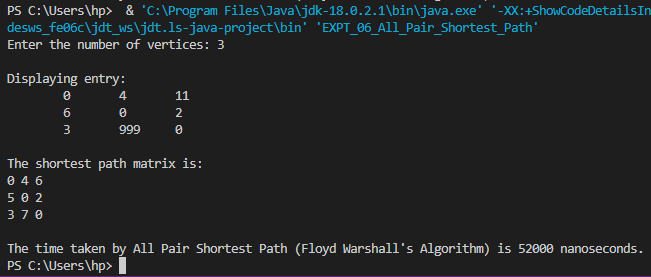 PS C:\Users\hp>  & 'C:\Program Files\Java\jdk-18.0.2.1\bin\java.exe' '-XX:+ShowCodeDetailsIn
desws_fe06c\jdt_ws\jdt.ls-java-project\bin' 'EXPT_06_All_Pair_Shortest_Path'
Enter the number of vertices: 3
Displaying entry:
0 4 11
6 0 2
3 999 0
The shortest path matrix is:
0 4 6
5 0 2
3 7 0
The time taken by All Pair Shortest Path (Floyd Warshall's Algorithm) is 52000 nanoseconds.
PS C:\Users\hp>